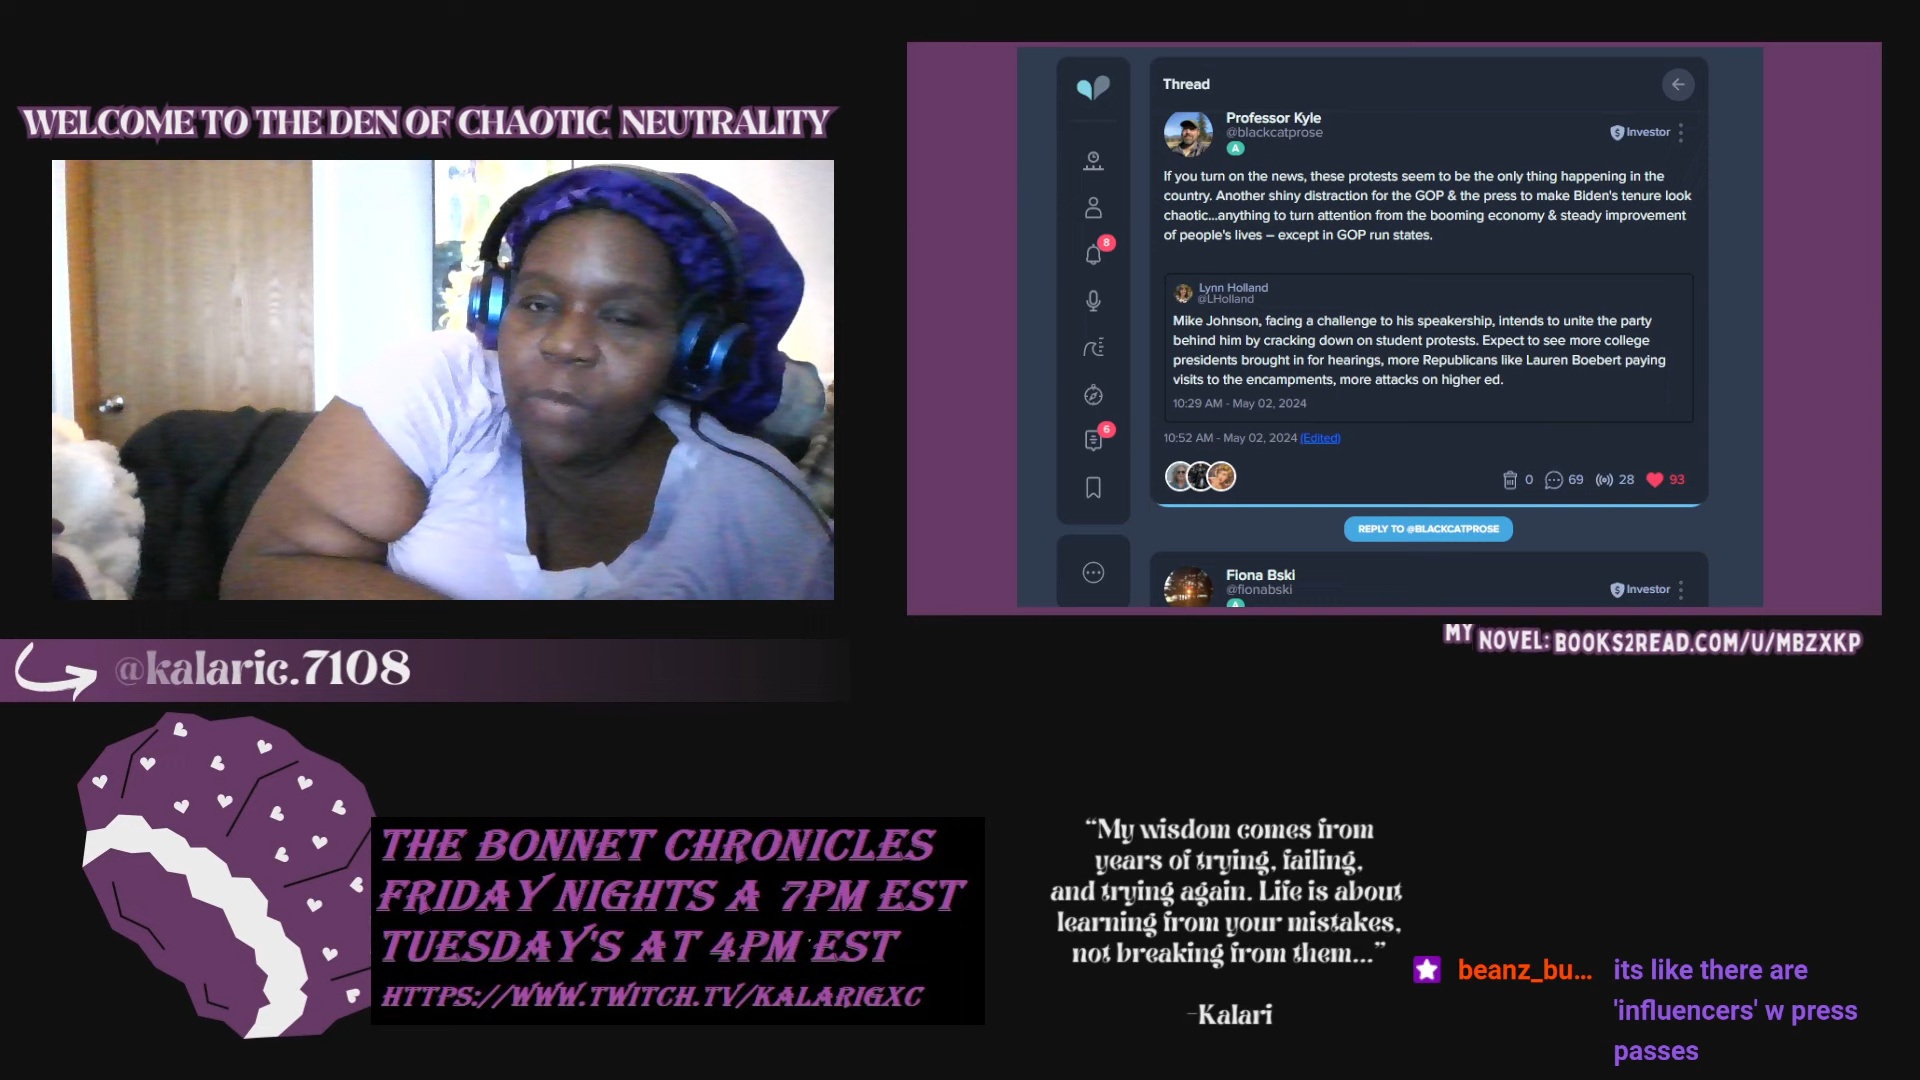 WELCOME TO THE DEN OF CHAOTIC NEUTRALITY
Thread
Professor Kyle
@blackcatprose
A
Investor
If you turn on the news, these protests seem to be the only thing happening in the
country. Another shiny distraction for the GOP & the press to make Biden's tenure look
chaotic...anything to turn attention from the booming economy & steady improvement
of people's lives – except in GOP run states.
Lynn Holland
@LHolland
Mike Johnson, facing a challenge to his speakership, intends to unite the party
behind him by cracking down on student protests. Expect to see more college
presidents brought in for hearings, more Republicans like Lauren Boebert paying
visits to the encampments, more attacks on higher ed.
10:29 AM - May 02, 2024
10:52 AM - May 02, 2024 (Edited)
0 69 28 93
REPLY TO @BLACKCATPROSE
Fiona Bski
@fionabski
A
Investor
8
6
MY NOVEL: BOOKS2READ.COM/U/MBZXKP
@kalaric.7108
THE BONNET CHRONICLES
FRIDAY NIGHTS A 7PM EST
TUESDAY'S AT 4PM EST
HTTPS://WWW.TWITCH.TV/KALARIGXC
“My wisdom comes from
years of trying, failing,
and trying again. Life is about
learning from your mistakes,
not breaking from them...”
-Kalari
beanz_bu... its like there are
'influencers' w press
passes